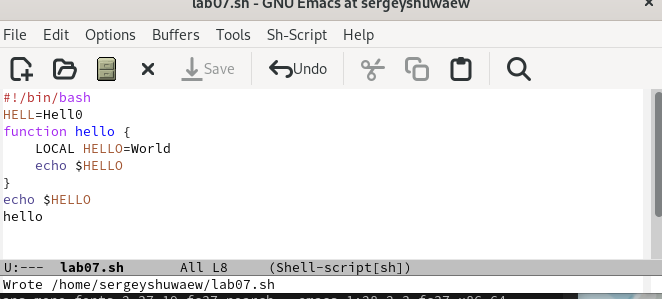 lab07.sh - GNU Emacs at sergeyshuwaew
File Edit Options Buffers Tools Sh-Script Help
Save Undo
#!/bin/bash
HELL=Hell0
function hello {
    LOCAL HELLO=World
    echo $HELLO
}
echo $HELLO
hello
U:--- lab07.sh All L8 (Shell-script[sh])
Wrote /home/sergeyshuwaew/lab07.sh